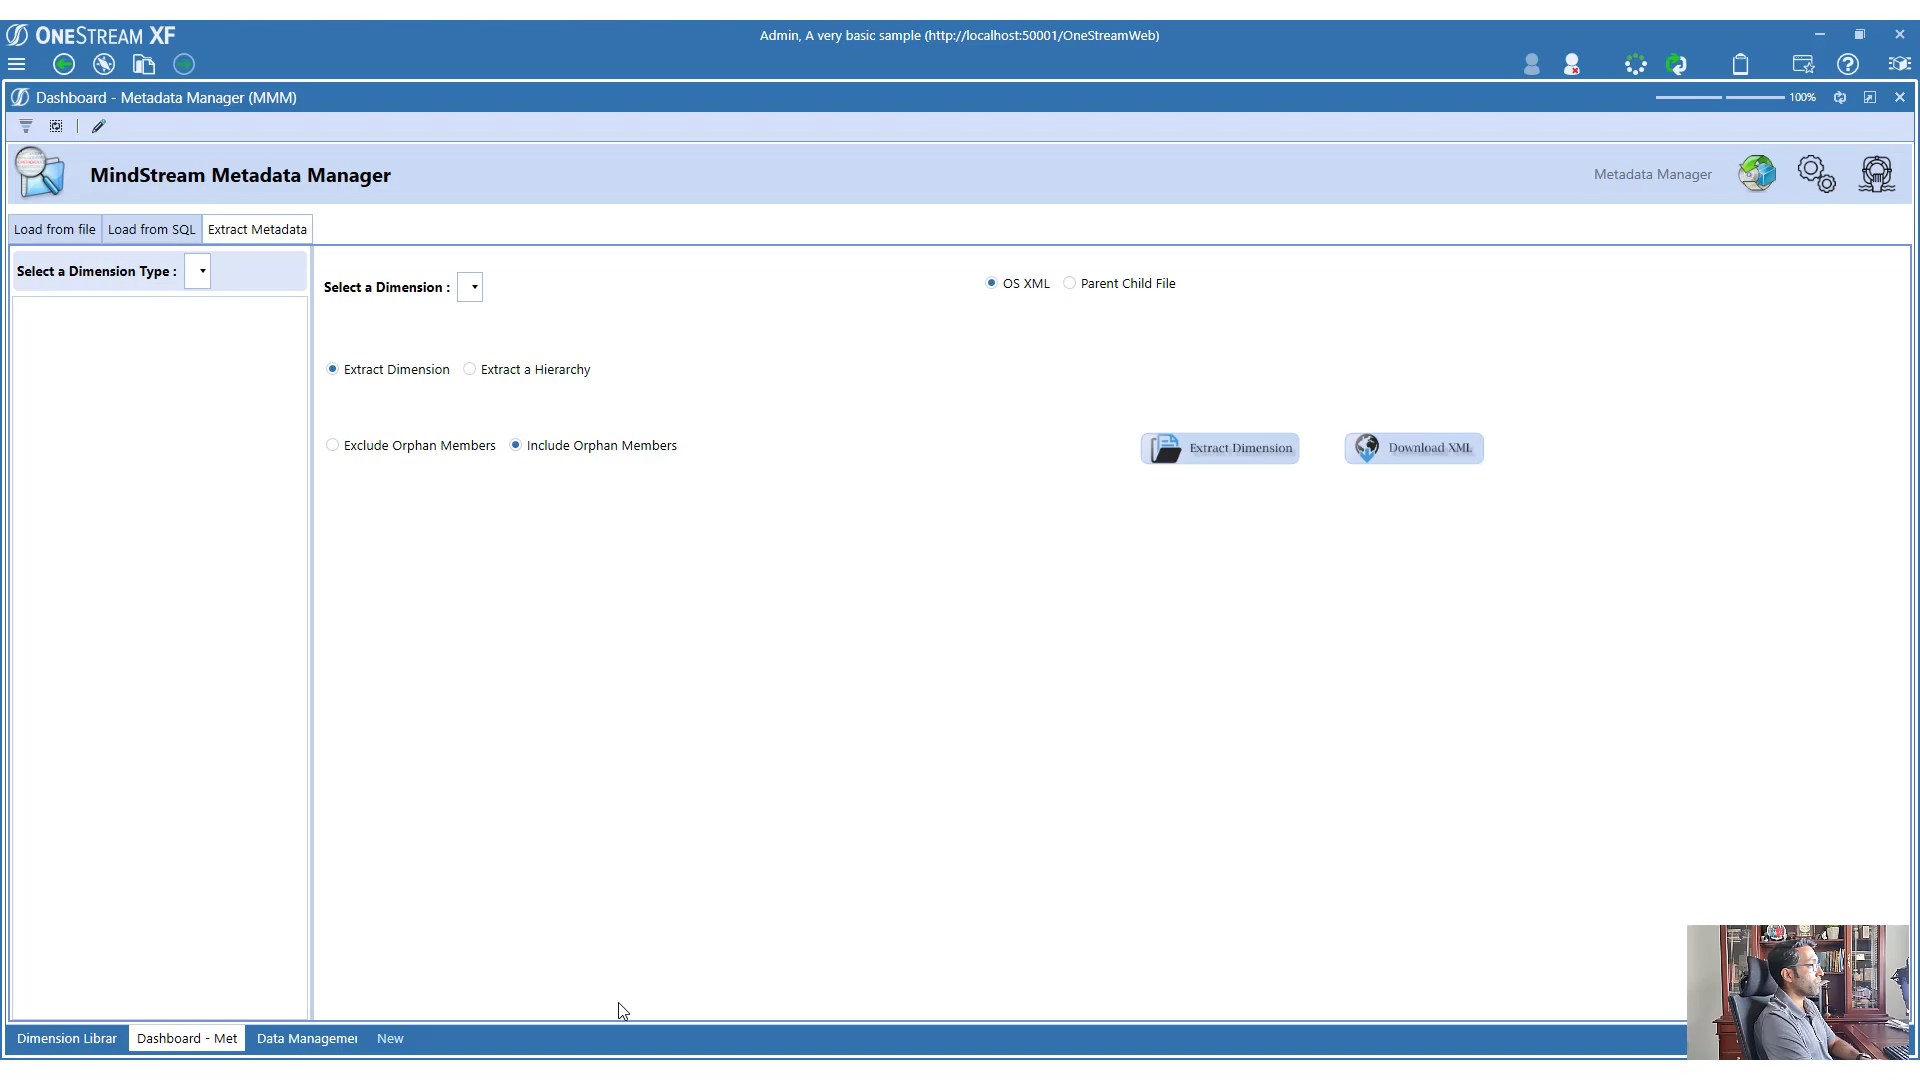 ONESTREAM XF
Admin, A very basic sample (http://localhost:50001/OneStreamWeb)
Dashboard - Metadata Manager (MMM)
100%
MindStream Metadata Manager
Metadata Manager
Load from file
Load from SQL
Extract Metadata
Select a Dimension Type :
Select a Dimension :
OS XML
Parent Child File
Extract Dimension
Extract a Hierarchy
Exclude Orphan Members
Include Orphan Members
Extract Dimension
Download XML
Dimension Librar
Dashboard - Met
Data Managemer
New